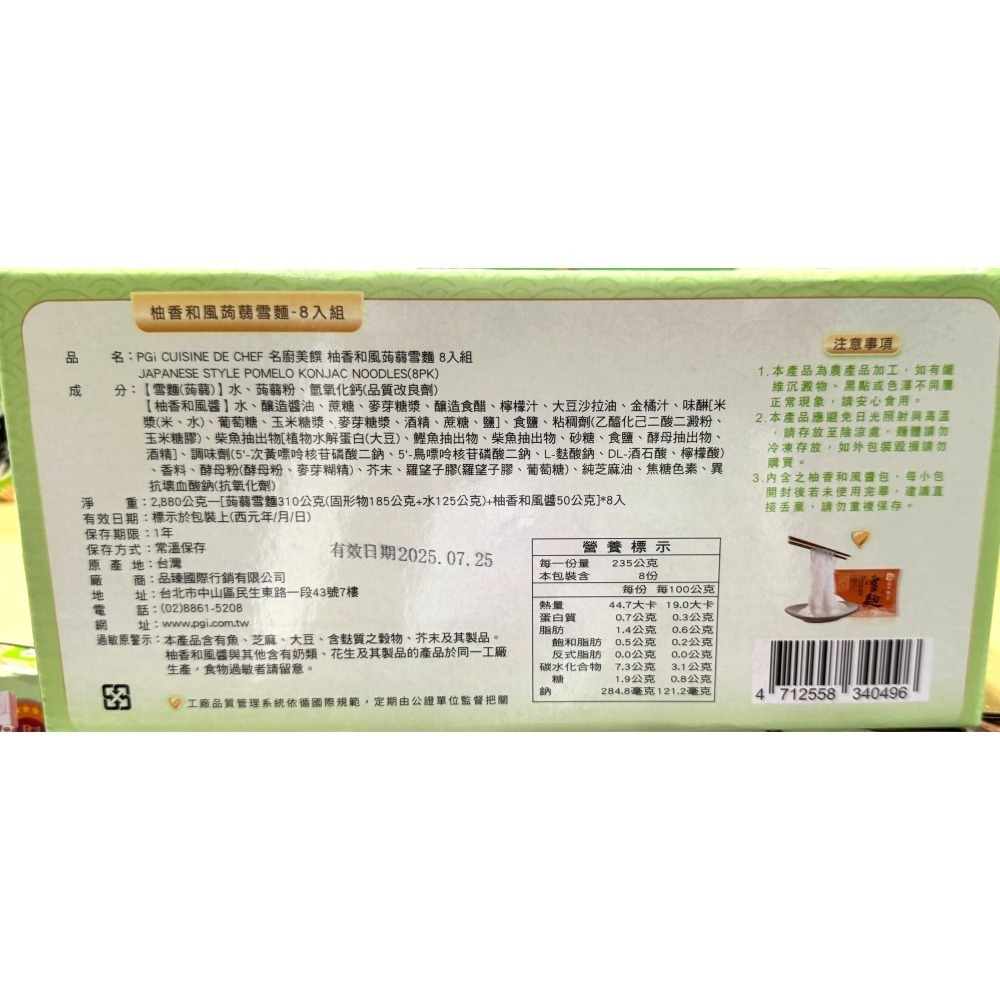 柚香和風蒟蒻雪麵-8入組
品 名：PGi CUISINE DE CHEF 名廚美饌 柚香和風蒟蒻雪麵 8入組
JAPANESE STYLE POMELO KONJAC NOODLES(8PK)
成 分：【雪麵(蒟蒻)】水、蒟蒻粉、氫氧化鈣(品質改良劑)
【柚香和風醬】水、釀造醬油、蔗糖、麥芽糖漿、釀造食醋、檸檬汁、大豆沙拉油、金橘汁、味醂[米
漿(米、水)、葡萄糖、玉米糖漿、麥芽糖漿、酒精、蔗糖、鹽]、食鹽、粘稠劑(乙醯化己二酸二澱粉、
玉米糖膠)、柴魚抽出物[植物水解蛋白(大豆)、鰹魚抽出物、柴魚抽出物、砂糖、食鹽、酵母抽出物、
酒精]、調味劑(5'-次黃嘌呤核苷磷酸二鈉、5'-鳥嘌呤核苷磷酸二鈉、L-麩酸鈉、DL-酒石酸、檸檬酸)
、香料、酵母粉(酵母粉、麥芽糊精)、芥末、羅望子膠(羅望子膠、葡萄糖)、純芝麻油、焦糖色素、異
抗壞血酸鈉(抗氧化劑)
淨 重：2,880公克—[蒟蒻雪麵310公克(固形物185公克+水125公克)+柚香和風醬50公克]*8入
有效日期：標示於包裝上(西元年/月/日)
保存期限：1年
保存方式：常溫保存
有效日期2025.07.25
原 產 地：台灣
廠 商：品臻國際行銷有限公司
地 址：台北市中山區民生東路一段43號7樓
電 話：(02)8861-5208
網 址：www.pgi.com.tw
過敏原警示：本產品含有魚、芝麻、大豆、含麩質之穀物、芥末及其製品。
柚香和風醬與其他含有奶類、花生及其製品的產品於同一工廠
生產，食物過敏者請留意。
工廠品質管理系統依循國際規範，定期由公證單位監督把關
營養標示
每一份量 235公克
本包裝含 8份
每份 每100公克
熱量 44.7大卡 19.0大卡
蛋白質 0.7公克 0.3公克
脂肪 1.4公克 0.6公克
飽和脂肪 0.5公克 0.2公克
反式脂肪 0.0公克 0.0公克
碳水化合物 7.3公克 3.1公克
糖 1.9公克 0.8公克
鈉 284.8毫克 121.2毫克
注意事項
1.本產品為農產品加工，如有纖
維沉澱物、黑點或色澤不同屬
正常現象，請安心食用。
2.本產品應避免日光照射與高溫
，請存放至陰涼處。麵體請勿
冷凍存放，如外包裝毀損請勿
購買。
3.內含之柚香和風醬包，每小包
開封後若未使用完畢，建議直
接丟棄，請勿重複保存。
雪麵
4 712558 340496